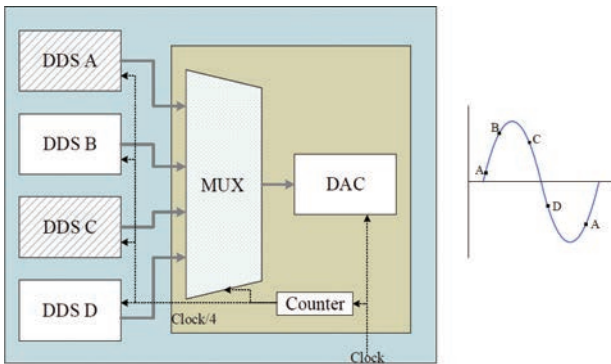 DDS A
DDS B
DDS C
DDS D
MUX
DAC
Counter
Clock/4
Clock
A
B
C
D
A